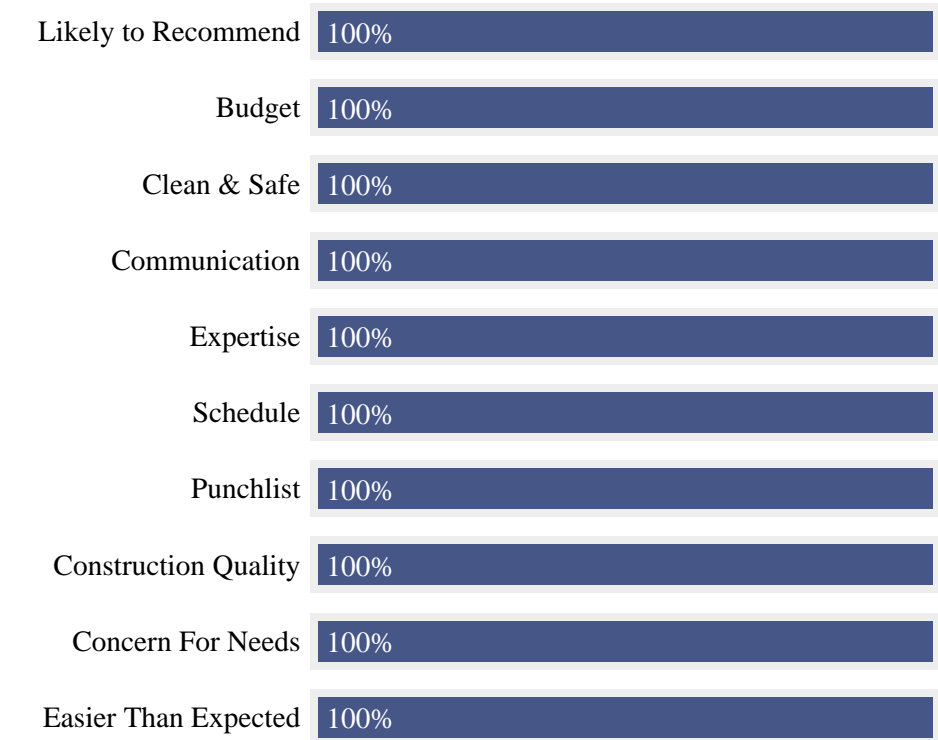 Likely to Recommend 100%
Budget 100%
Clean & Safe 100%
Communication 100%
Expertise 100%
Schedule 100%
Punchlist 100%
Construction Quality 100%
Concern For Needs 100%
Easier Than Expected 100%